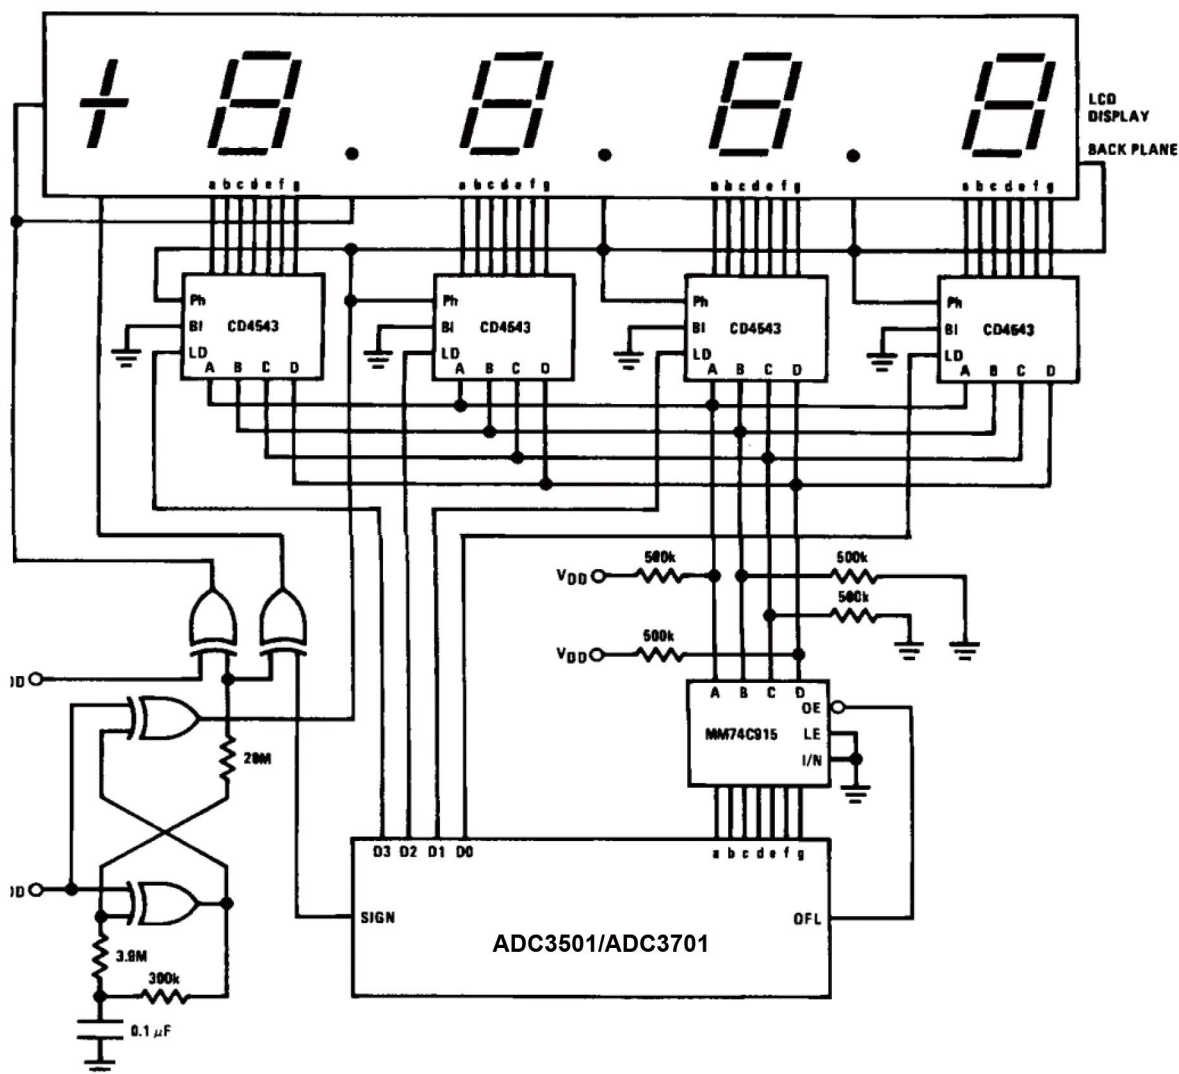 LCD
DISPLAY
BACK PLANE
a b c d e f g
a b c d e f g
a b c d e f g
a b c d e f g
Ph
BI
CD4543
LD
A B C D
Ph
BI
CD4543
LD
A B C D
Ph
BI
CD4543
LD
A B C D
Ph
BI
CD4543
LD
A B C D
VDD
500k
500k
500k
VDD
500k
A B C D
OE
MM74C915
LE
I/N
DD
20M
DD
D3 D2 D1 D0
a b c d e f g
SIGN
OFL
ADC3501/ADC3701
3.9M
300k
0.1 µF